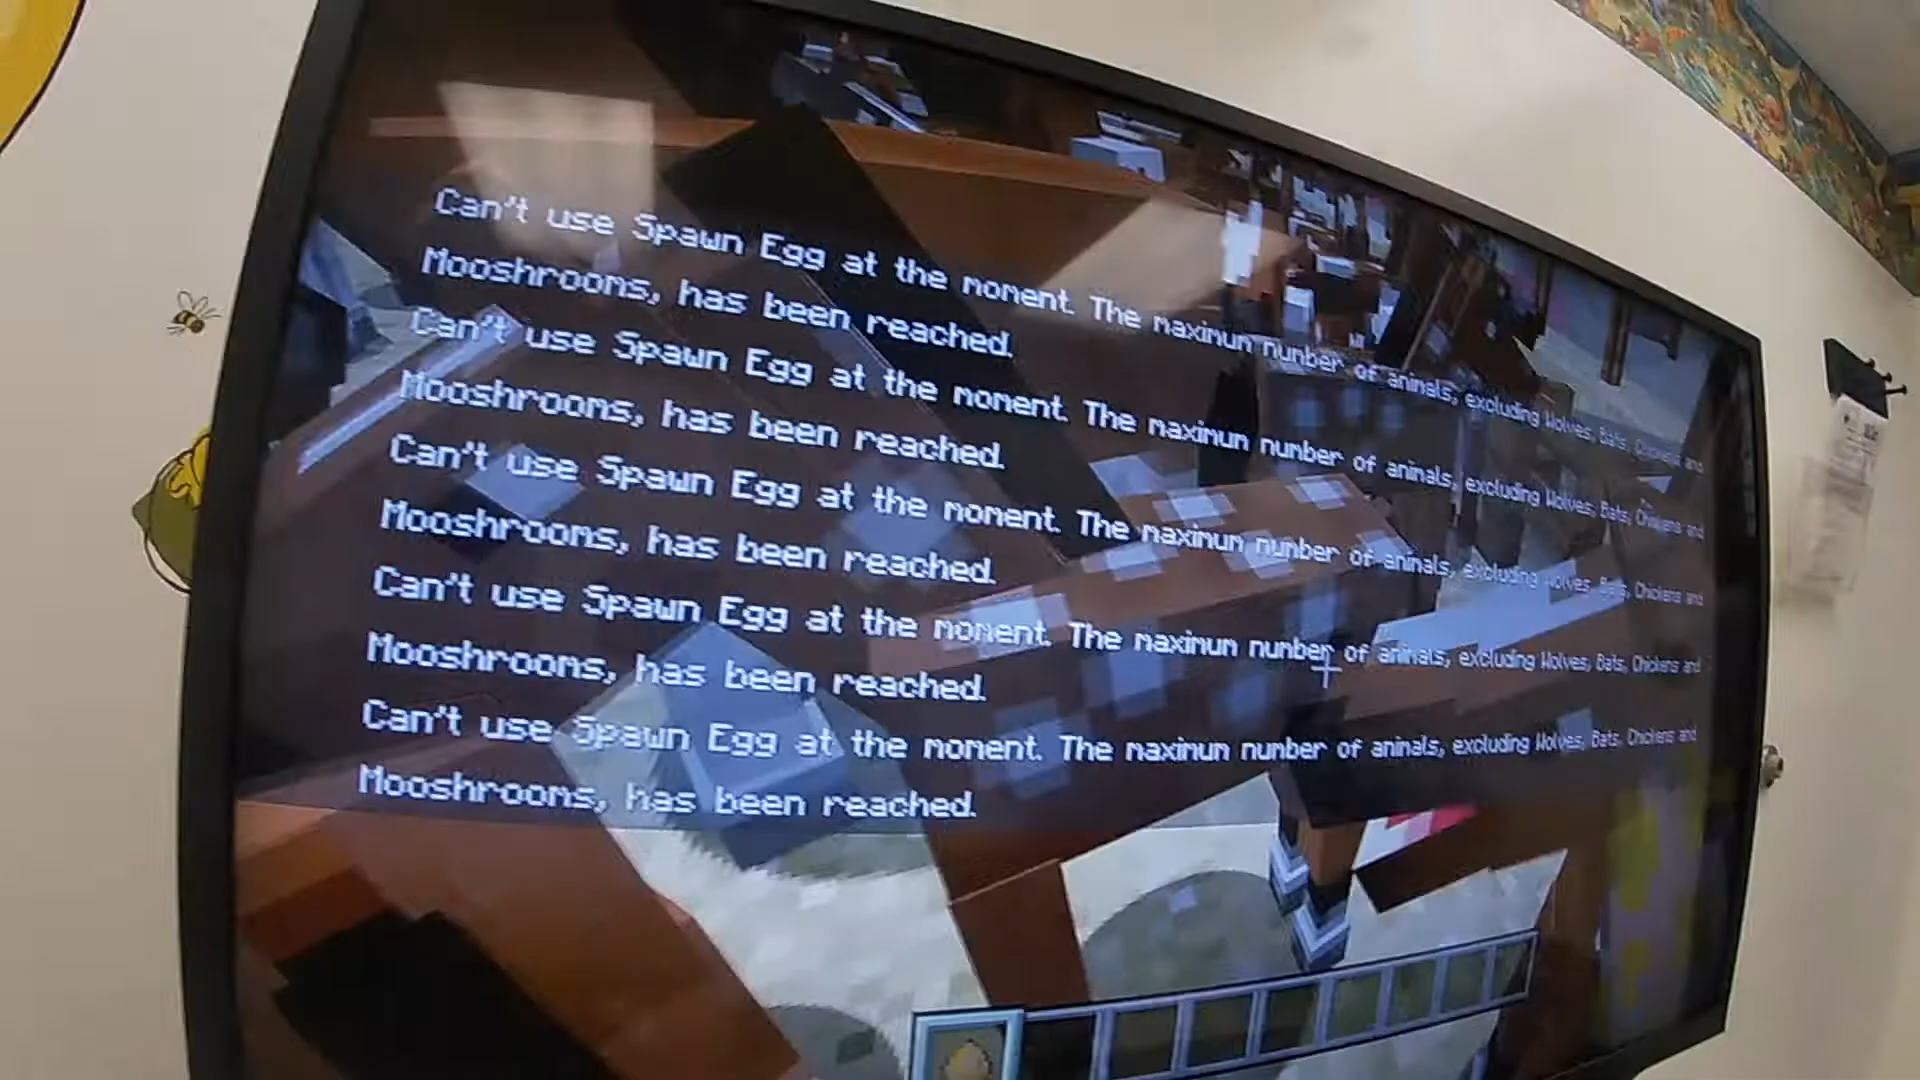 Can't use Spawn Egg at the moment. The maximum number of animals, excluding Wolves, Bats, Chickens and
Mooshrooms, has been reached.
Can't use Spawn Egg at the moment. The maximum number of animals, excluding Wolves, Bats, Chickens and
Mooshrooms, has been reached.
Can't use Spawn Egg at the moment. The maximum number of animals, excluding Wolves, Bats, Chickens and
Mooshrooms, has been reached.
Can't use Spawn Egg at the moment. The maximum number of animals, excluding Wolves, Bats, Chickens and
Mooshrooms, has been reached.
Can't use Spawn Egg at the moment. The maximum number of animals, excluding Wolves, Bats, Chickens and
Mooshrooms, has been reached.